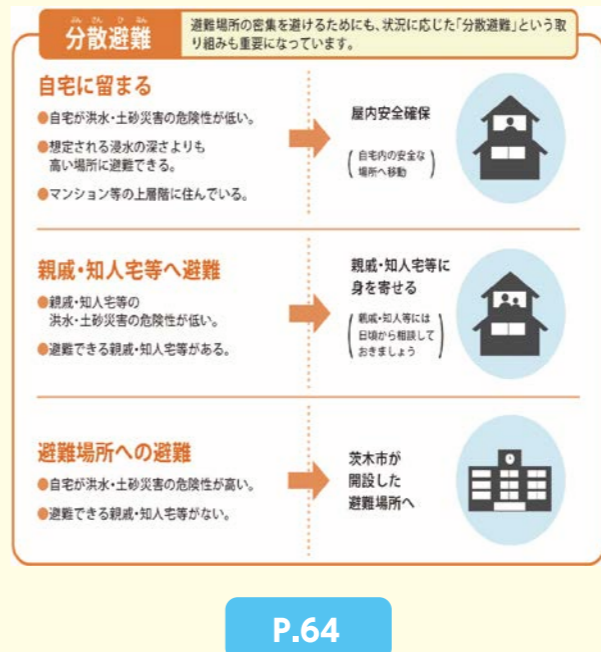 ぶん さん ひ なん
分散避難
避難場所の密集を避けるためにも、状況に応じた「分散避難」という取
り組みも重要になっています。
自宅に留まる
●自宅が洪水・土砂災害の危険性が低い。
●想定される浸水の深さよりも
高い場所に避難できる。
●マンション等の上層階に住んでいる。
屋内安全確保
(自宅内の安全な
場所へ移動)
親戚・知人宅等へ避難
●親戚・知人宅等の
洪水・土砂災害の危険性が低い。
●避難できる親戚・知人宅等がある。
親戚・知人宅等に
身を寄せる
(親戚・知人等には
日頃から相談して
おきましょう)
避難場所への避難
●自宅が洪水・土砂災害の危険性が高い。
●避難できる親戚・知人宅等がない。
茨木市が
開設した
避難場所へ
P.64